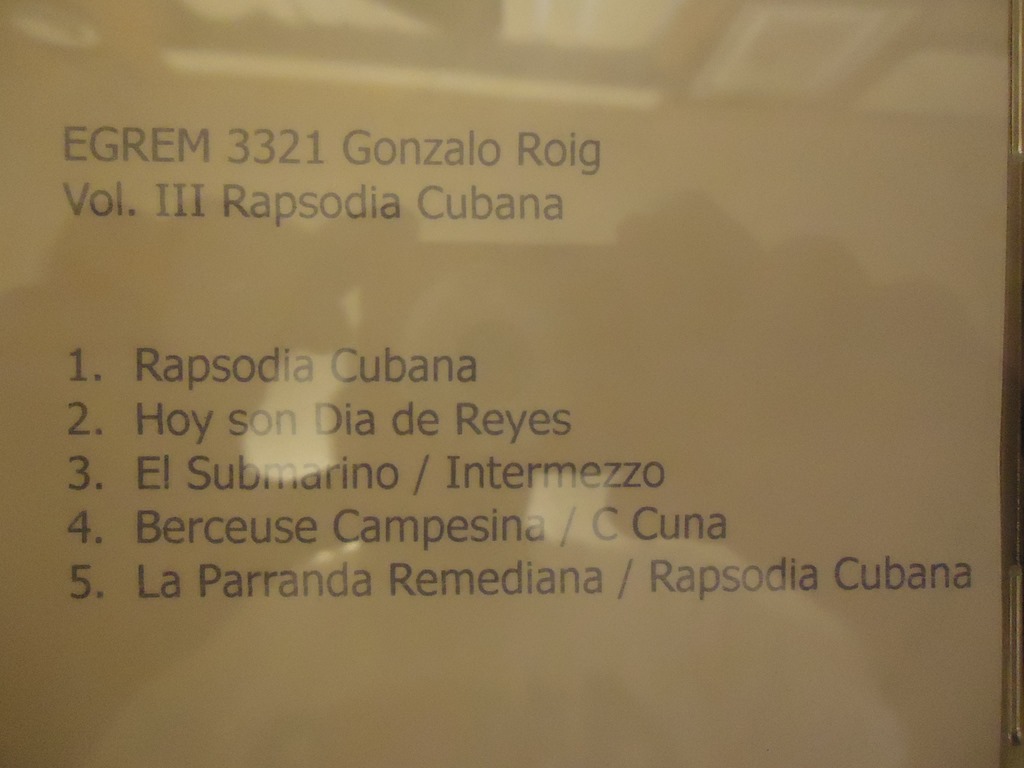 EGREM 3321 Gonzalo Roig
Vol. III Rapsodia Cubana
1. Rapsodia Cubana
2. Hoy son Dia de Reyes
3. El Submarino / Intermezzo
4. Berceuse Campesina / C Cuna
5. La Parranda Remediana / Rapsodia Cubana